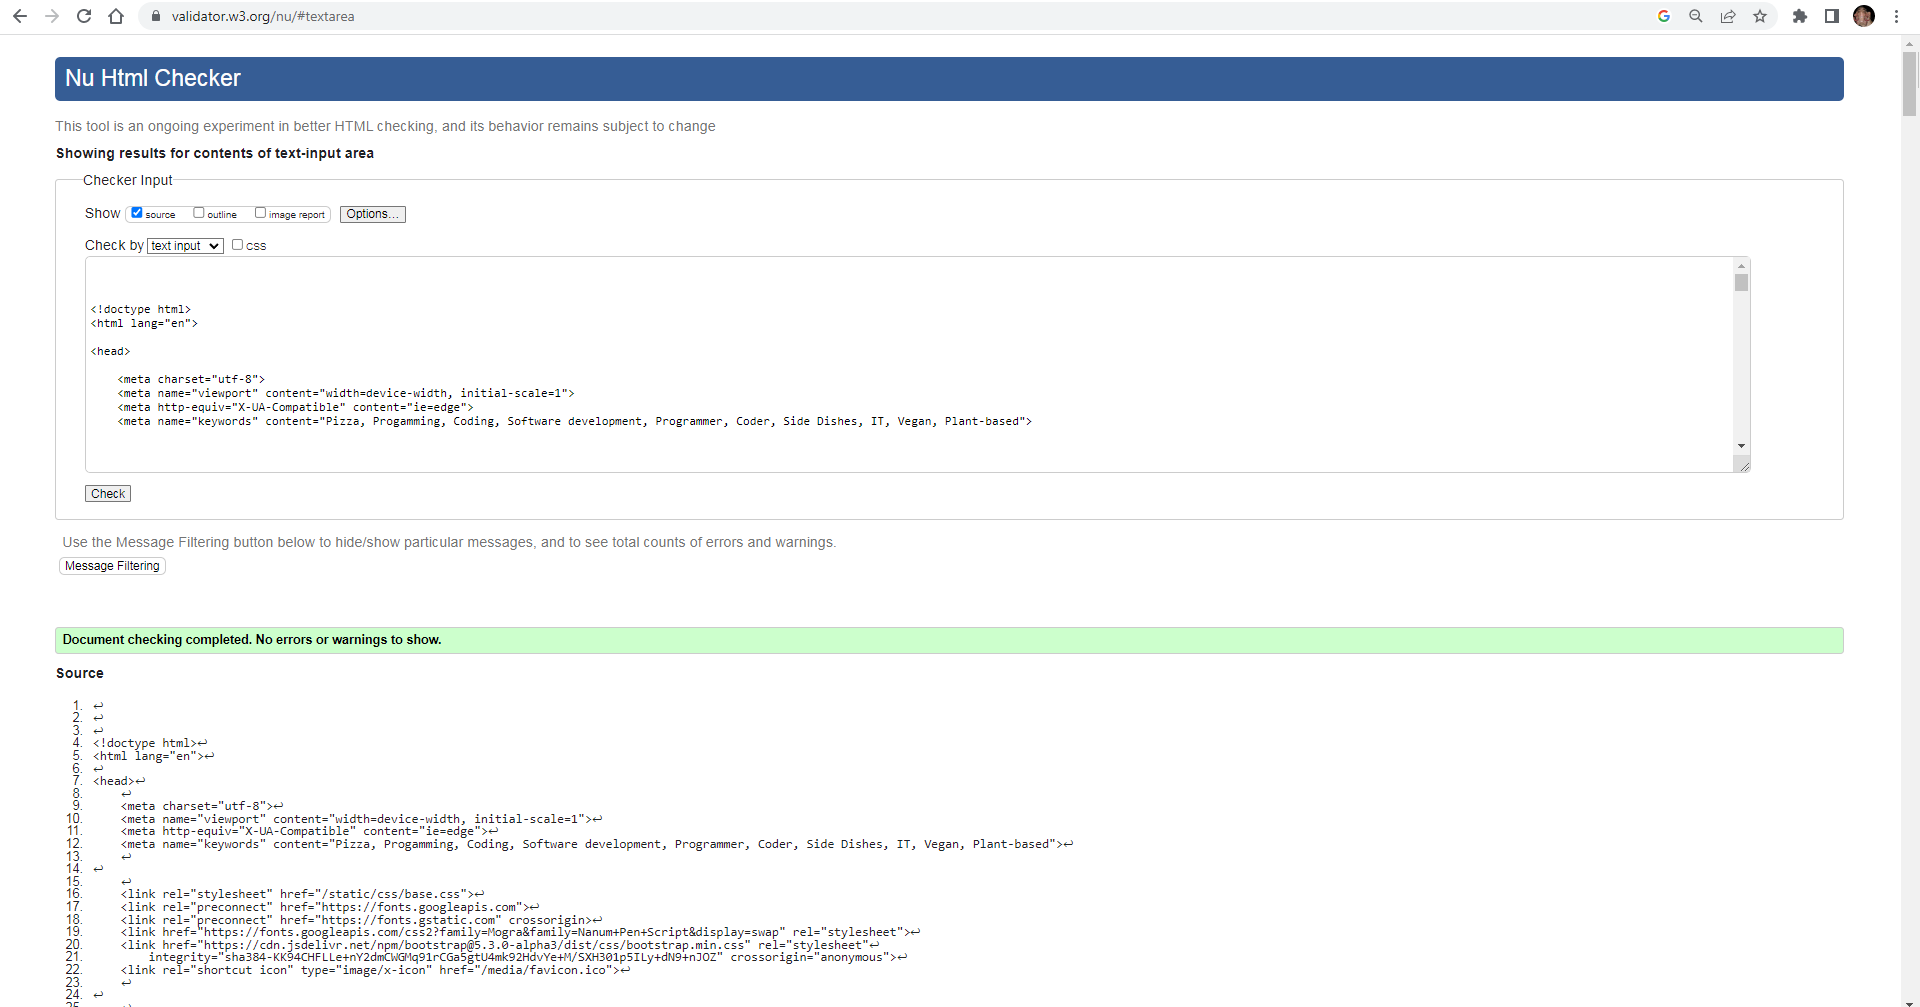 validator.w3.org/nu/#textarea
Nu Html Checker
This tool is an ongoing experiment in better HTML checking, and its behavior remains subject to change
Showing results for contents of text-input area
Checker Input
Show source outline image report Options...
Check by text input css
<!doctype html>
<html lang="en">
<head>
<meta charset="utf-8">
<meta name="viewport" content="width=device-width, initial-scale=1">
<meta http-equiv="X-UA-Compatible" content="ie=edge">
<meta name="keywords" content="Pizza, Progamming, Coding, Software development, Programmer, Coder, Side Dishes, IT, Vegan, Plant-based">
Check
Use the Message Filtering button below to hide/show particular messages, and to see total counts of errors and warnings.
Message Filtering
Document checking completed. No errors or warnings to show.
Source
1. ↩
2. ↩
3. ↩
4. <!doctype html>↩
5. <html lang="en">↩
6. ↩
7. <head>↩
8. ↩
9. <meta charset="utf-8">↩
10. <meta name="viewport" content="width=device-width, initial-scale=1">↩
11. <meta http-equiv="X-UA-Compatible" content="ie=edge">↩
12. <meta name="keywords" content="Pizza, Progamming, Coding, Software development, Programmer, Coder, Side Dishes, IT, Vegan, Plant-based">↩
13. ↩
14. ↩
15. ↩
16. <link rel="stylesheet" href="/static/css/base.css">↩
17. <link rel="preconnect" href="https://fonts.googleapis.com">↩
18. <link rel="preconnect" href="https://fonts.gstatic.com" crossorigin>↩
19. <link href="https://fonts.googleapis.com/css2?family=Mogra&family=Nanum+Pen+Script&display=swap" rel="stylesheet">↩
20. <link href="https://cdn.jsdelivr.net/npm/bootstrap@5.3.0-alpha3/dist/css/bootstrap.min.css" rel="stylesheet"↩
21. integrity="sha384-KK94CHFLLe+nY2dmCWGMq91rCGa5gtU4mk92HdvYe+M/SXH301p5ILy+dN9+nJOZ" crossorigin="anonymous">↩
22. <link rel="shortcut icon" type="image/x-icon" href="/media/favicon.ico">↩
23. ↩
24. ↩
25.